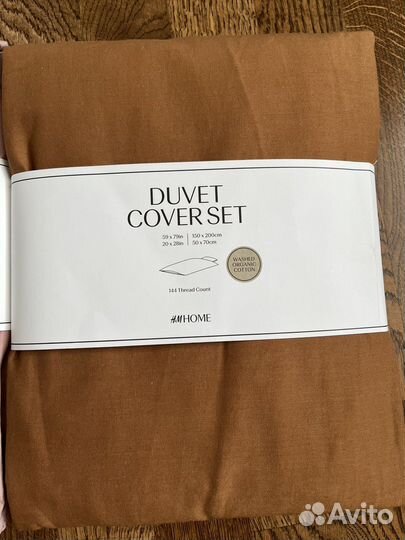 DUVET
COVER SET
59 x 79in | 150 x 200cm
20 x 28in | 50 x 70cm
WASHED
ORGANIC
COTTON
144 Thread Count
H&M HOME
Avito